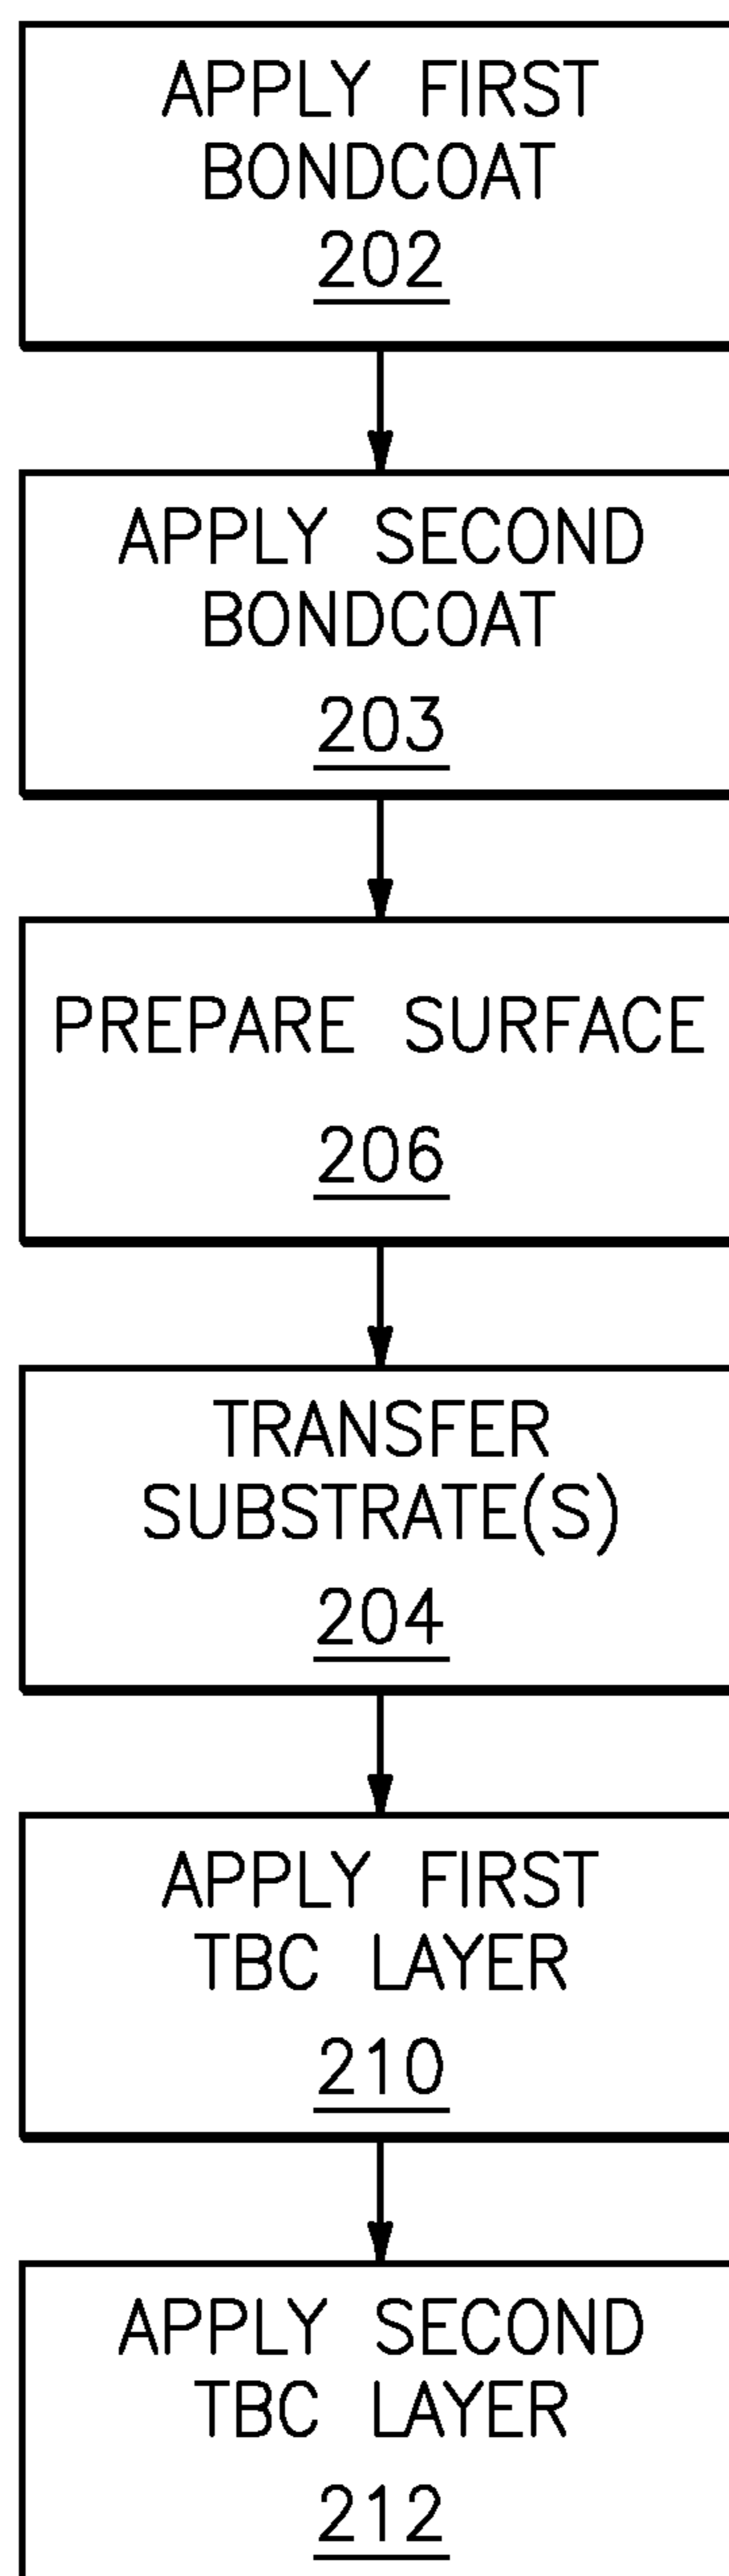 APPLY FIRST
BONDCOAT
202
APPLY SECOND
BONDCOAT
203
PREPARE SURFACE
206
TRANSFER
SUBSTRATE(S)
204
APPLY FIRST
TBC LAYER
210
APPLY SECOND
TBC LAYER
212